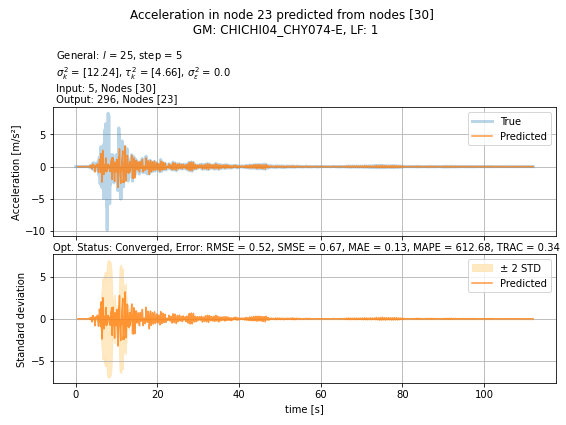 Acceleration in node 23 predicted from nodes [30]
GM: CHICHI04_CHY074-E, LF: 1
General: l = 25, step = 5
σ²ₖ = [12.24], τ²ₖ = [4.66], σ²ε = 0.0
Input: 5, Nodes [30]
Output: 296, Nodes [23]
True
Predicted
5
0
−5
−10
Acceleration [m/s²]
Opt. Status: Converged, Error: RMSE = 0.52, SMSE = 0.67, MAE = 0.13, MAPE = 612.68, TRAC = 0.34
± 2 STD
Predicted
5
0
−5
Standard deviation
0 20 40 60 80 100
time [s]